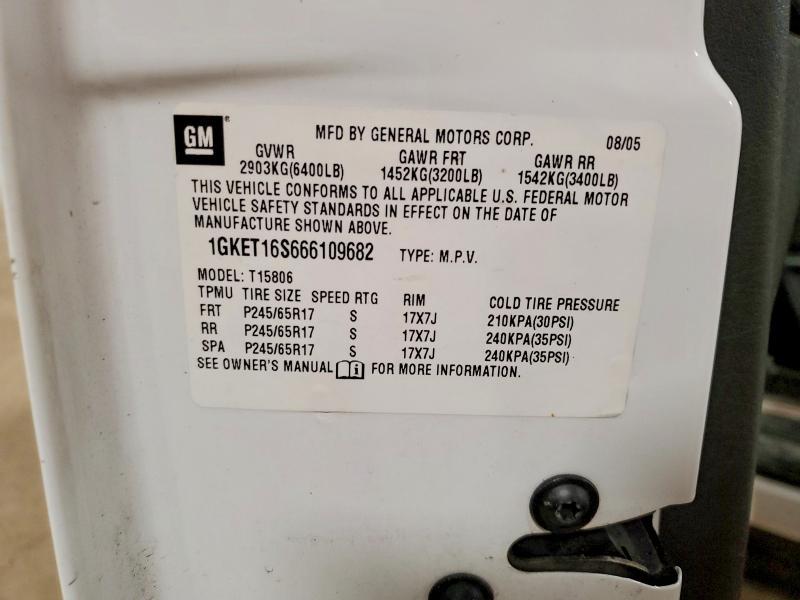 GM ® MFD BY GENERAL MOTORS CORP. 08/05
GVWR GAWR FRT GAWR RR
2903KG(6400LB) 1452KG(3200LB) 1542KG(3400LB)
THIS VEHICLE CONFORMS TO ALL APPLICABLE U.S. FEDERAL MOTOR
VEHICLE SAFETY STANDARDS IN EFFECT ON THE DATE OF
MANUFACTURE SHOWN ABOVE.
1GKET16S666109682 TYPE: M.P.V.
MODEL: T15806
TPMU TIRE SIZE SPEED RTG RIM COLD TIRE PRESSURE
FRT P245/65R17 S 17X7J 210KPA(30PSI)
RR P245/65R17 S 17X7J 240KPA(35PSI)
SPA P245/65R17 S 17X7J 240KPA(35PSI)
SEE OWNER'S MANUAL i FOR MORE INFORMATION.